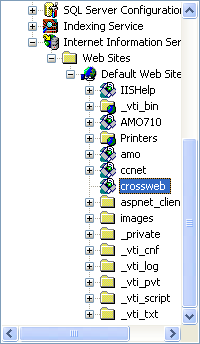 SQL Server Configuration
Indexing Service
Internet Information Ser
Web Sites
Default Web Site
IISHelp
_vti_bin
AMO710
Printers
amo
ccnet
crossweb
aspnet_clien
images
_private
_vti_cnf
_vti_log
_vti_pvt
_vti_script
_vti_txt